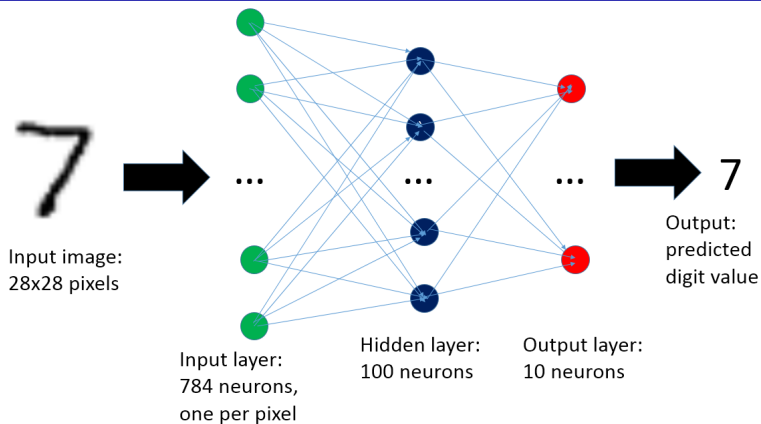 7
...
...
...
7
Input image:
28x28 pixels
Output:
predicted
digit value
Input layer:
784 neurons,
one per pixel
Hidden layer:
100 neurons
Output layer:
10 neurons